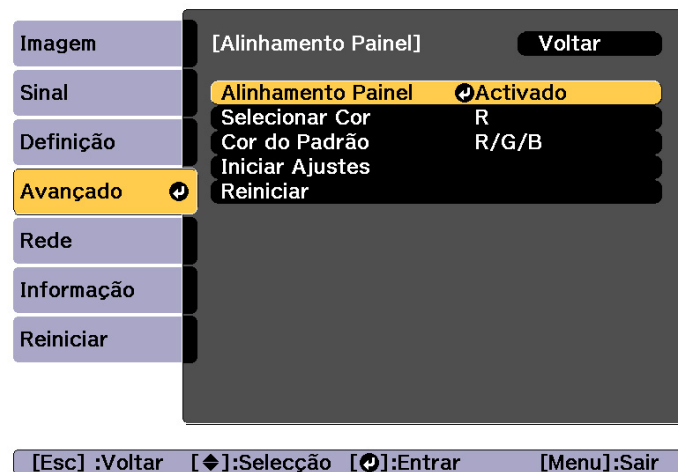 Imagem
Sinal
Definição
Avançado
Rede
Informação
Reiniciar
[Alinhamento Painel] Voltar
Alinhamento Painel Activado
Selecionar Cor R
Cor do Padrão R/G/B
Iniciar Ajustes
Reiniciar
[Esc] :Voltar [◆]:Selecção [↲]:Entrar [Menu]:Sair